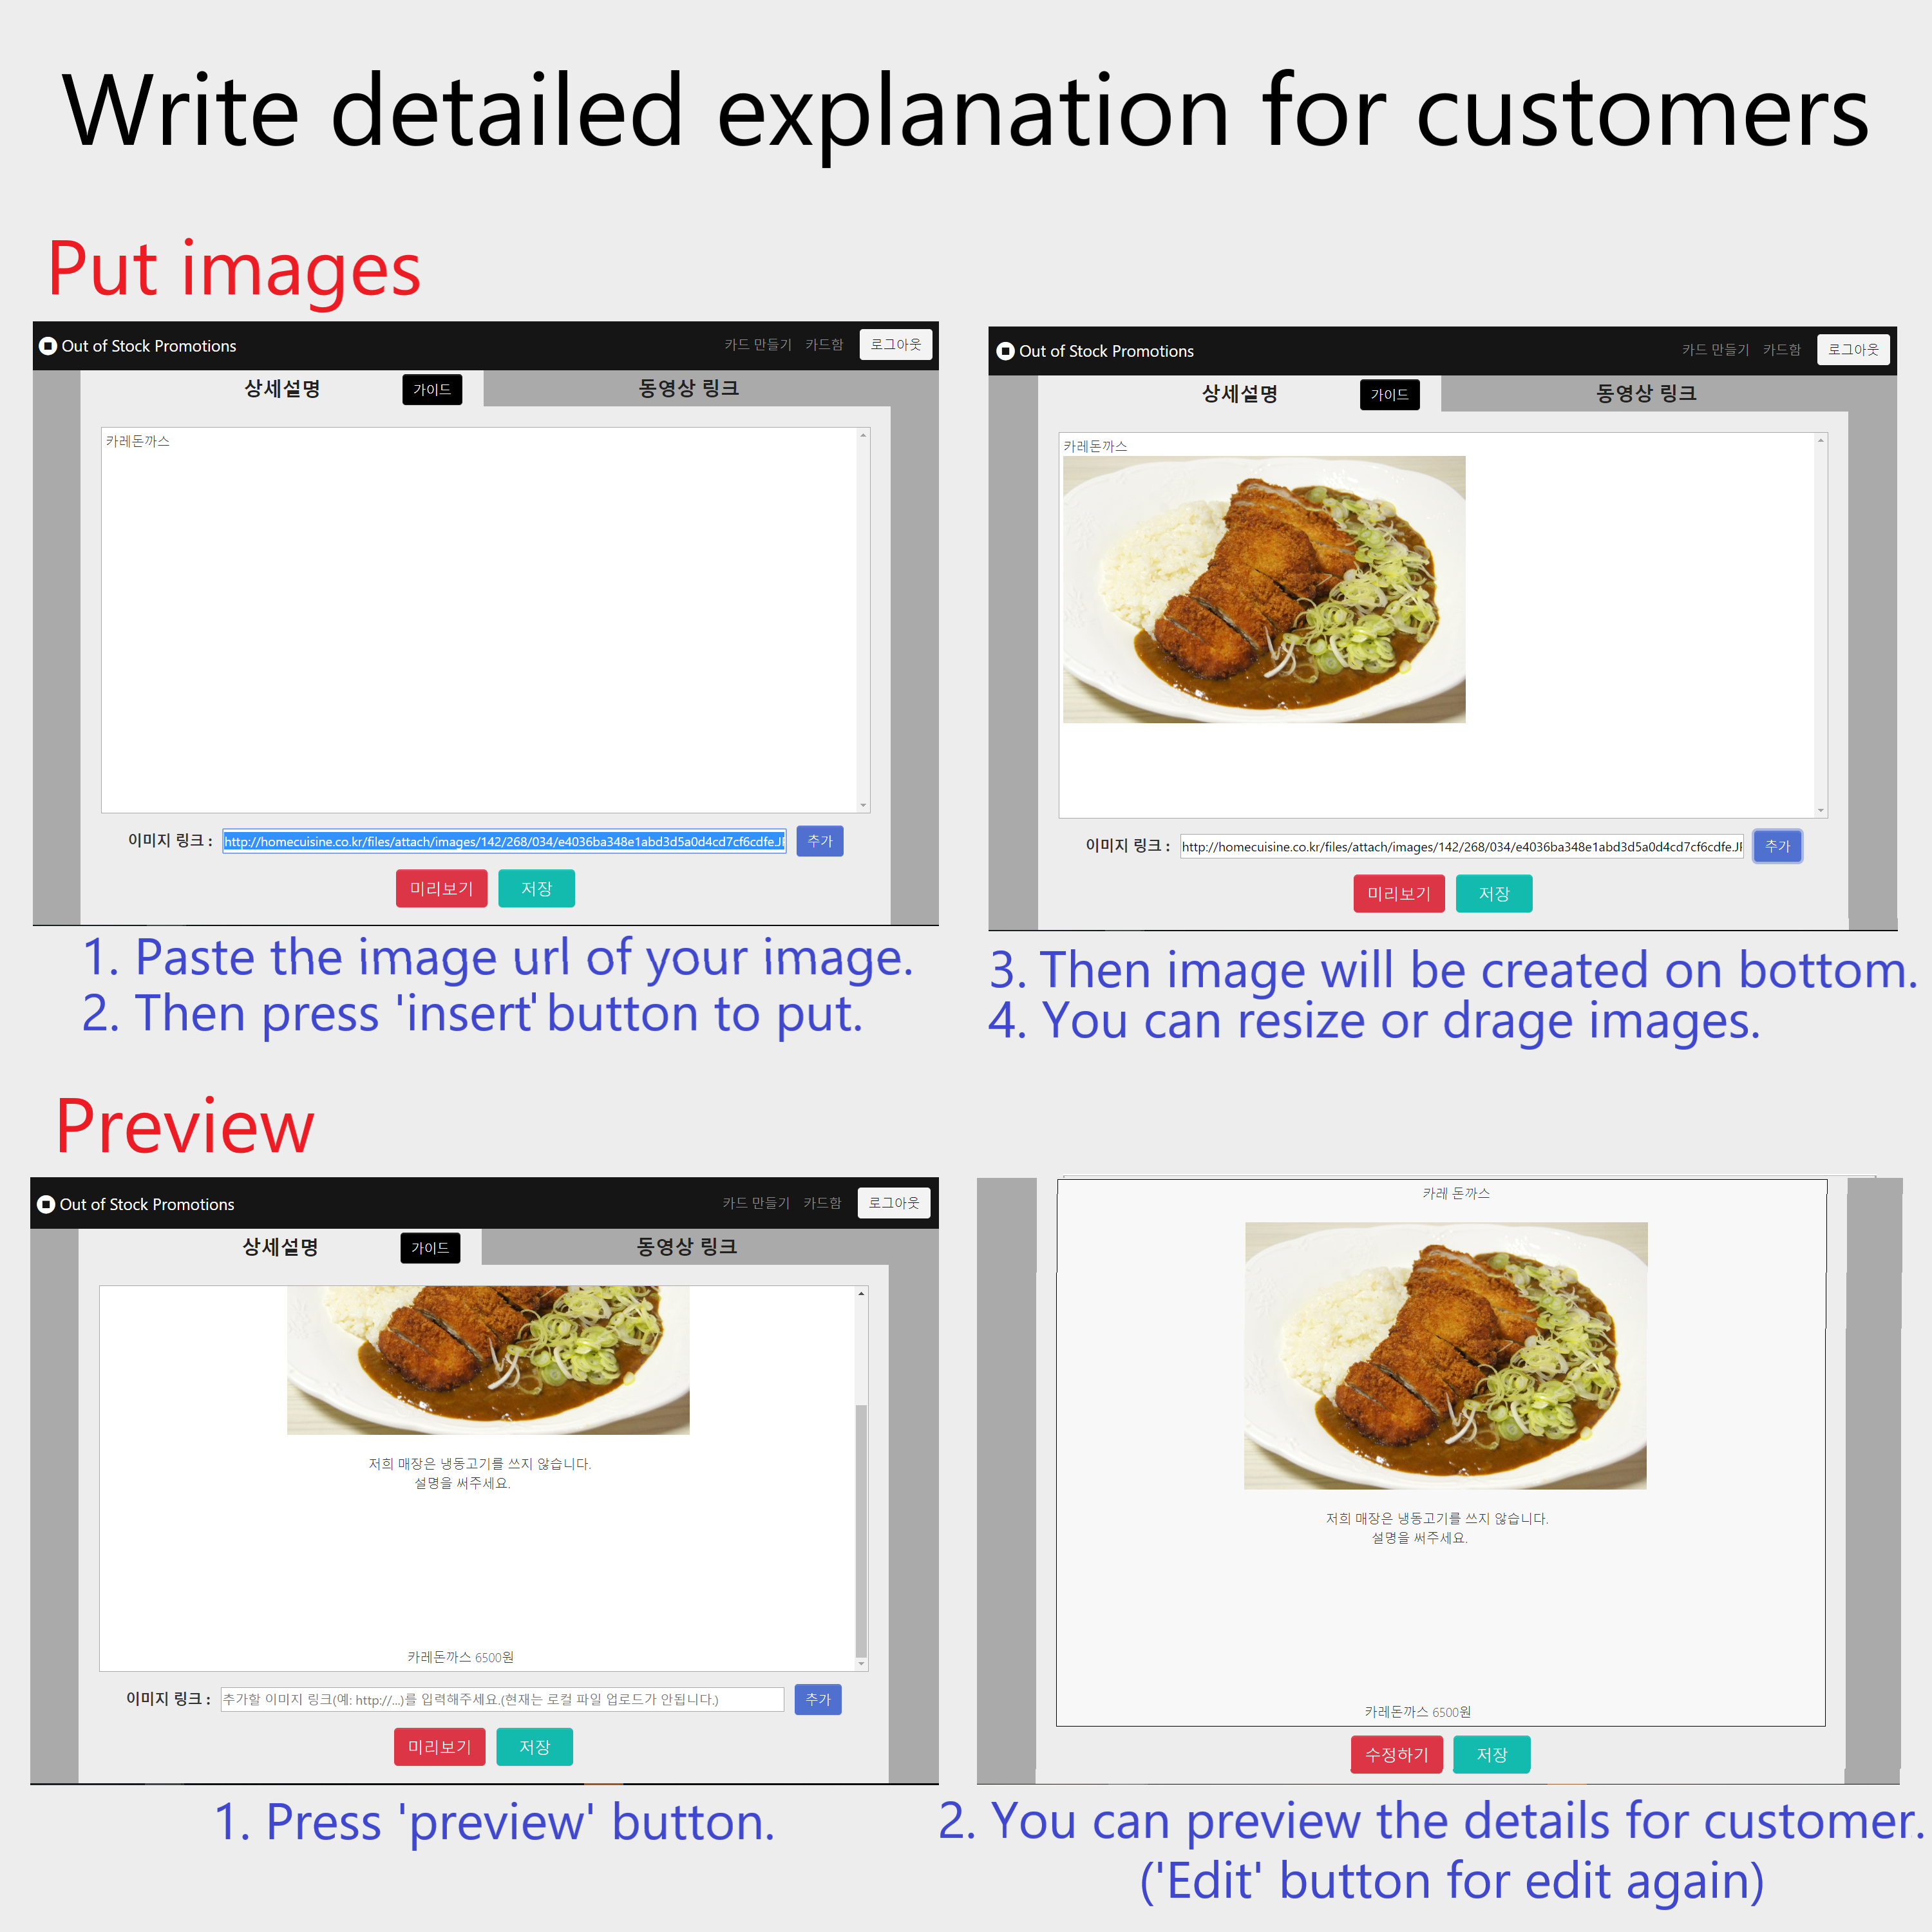 Write detailed explanation for customers
Put images
Out of Stock Promotions 카드 만들기 카드함 로그아웃
상세설명 가이드 동영상 링크
카레돈까스
이미지 링크 : http://homecuisine.co.kr/files/attach/images/142/268/034/e4036ba348e1abd3d5a0d4cd7cf6cdfe.JP 추가
미리보기 저장
1. Paste the image url of your image.
2. Then press 'insert' button to put.
Out of Stock Promotions 카드 만들기 카드함 로그아웃
상세설명 가이드 동영상 링크
카레돈까스
이미지 링크 : http://homecuisine.co.kr/files/attach/images/142/268/034/e4036ba348e1abd3d5a0d4cd7cf6cdfe.JP 추가
미리보기 저장
3. Then image will be created on bottom.
4. You can resize or drage images.
Preview
Out of Stock Promotions 카드 만들기 카드함 로그아웃
상세설명 가이드 동영상 링크
저희 매장은 냉동고기를 쓰지 않습니다.
설명을 써주세요.
카레돈까스 6500원
이미지 링크 : 추가할 이미지 링크(예: http://...)를 입력해주세요.(현재는 로컬 파일 업로드가 안됩니다.) 추가
미리보기 저장
1. Press 'preview' button.
카레 돈까스
저희 매장은 냉동고기를 쓰지 않습니다.
설명을 써주세요.
카레돈까스 6500원
수정하기 저장
2. You can preview the details for customer.
('Edit' button for edit again)